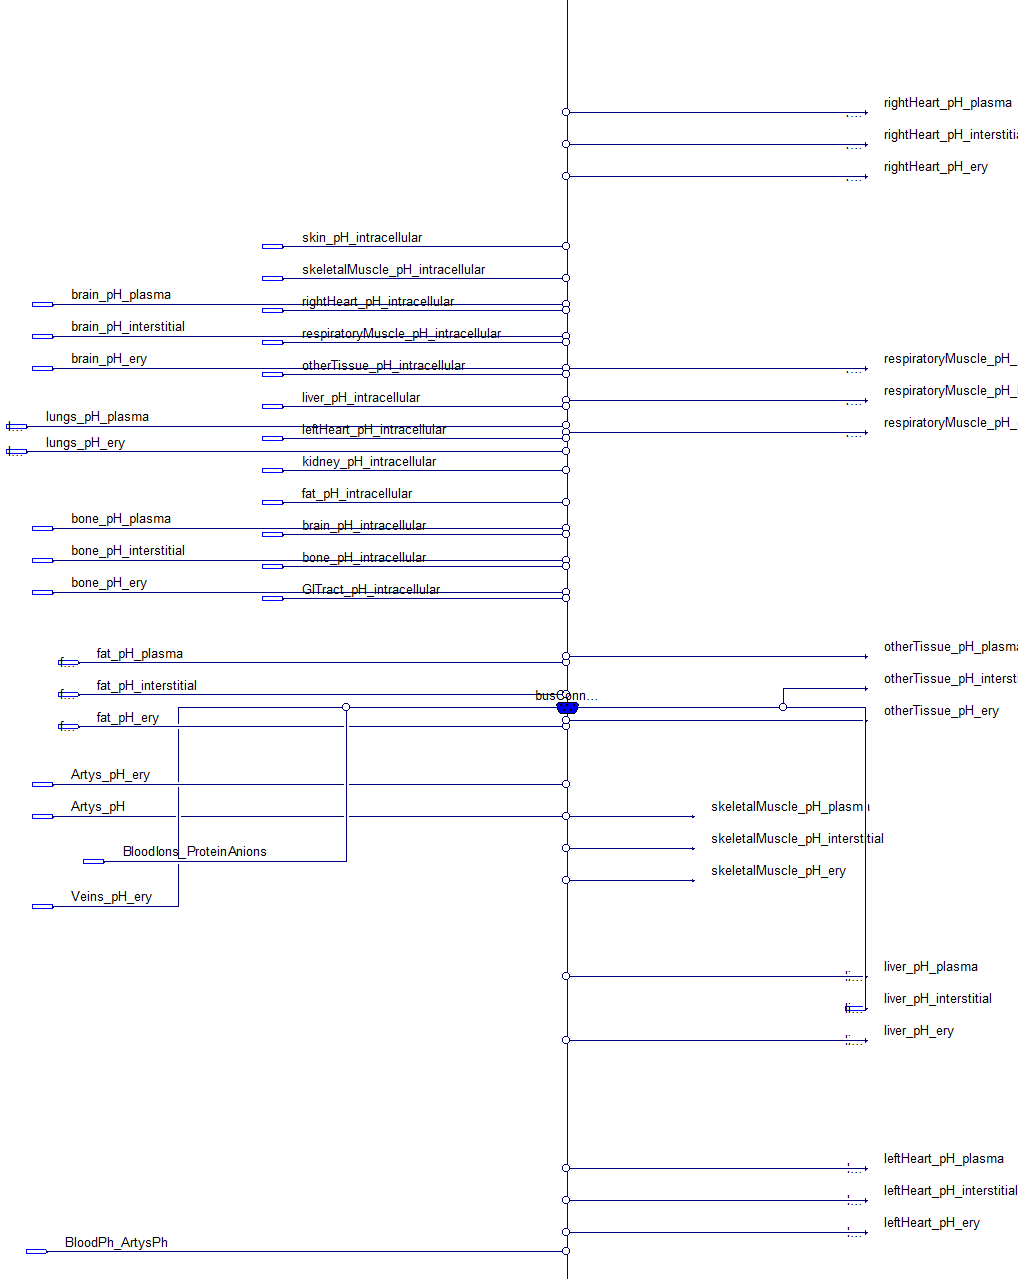 rightHeart_pH_plasma
rightHeart_pH_interstiti
rightHeart_pH_ery
skin_pH_intracellular
skeletalMuscle_pH_intracellular
brain_pH_plasma
rightHeart_pH_intracellular
brain_pH_interstitial
respiratoryMuscle_pH_intracellular
brain_pH_ery
otherTissue_pH_intracellular
respiratoryMuscle_pH_
liver_pH_intracellular
respiratoryMuscle_pH_
lungs_pH_plasma
leftHeart_pH_intracellular
respiratoryMuscle_pH_
lungs_pH_ery
kidney_pH_intracellular
fat_pH_intracellular
bone_pH_plasma
brain_pH_intracellular
bone_pH_interstitial
bone_pH_intracellular
bone_pH_ery
GITract_pH_intracellular
fat_pH_plasma
otherTissue_pH_plasma
fat_pH_interstitial
otherTissue_pH_interst
busConn...
fat_pH_ery
otherTissue_pH_ery
Artys_pH_ery
Artys_pH
skeletalMuscle_pH_plasma
skeletalMuscle_pH_interstitial
BloodIons_ProteinAnions
skeletalMuscle_pH_ery
Veins_pH_ery
liver_pH_plasma
liver_pH_interstitial
liver_pH_ery
leftHeart_pH_plasma
leftHeart_pH_interstitial
leftHeart_pH_ery
BloodPh_ArtysPh